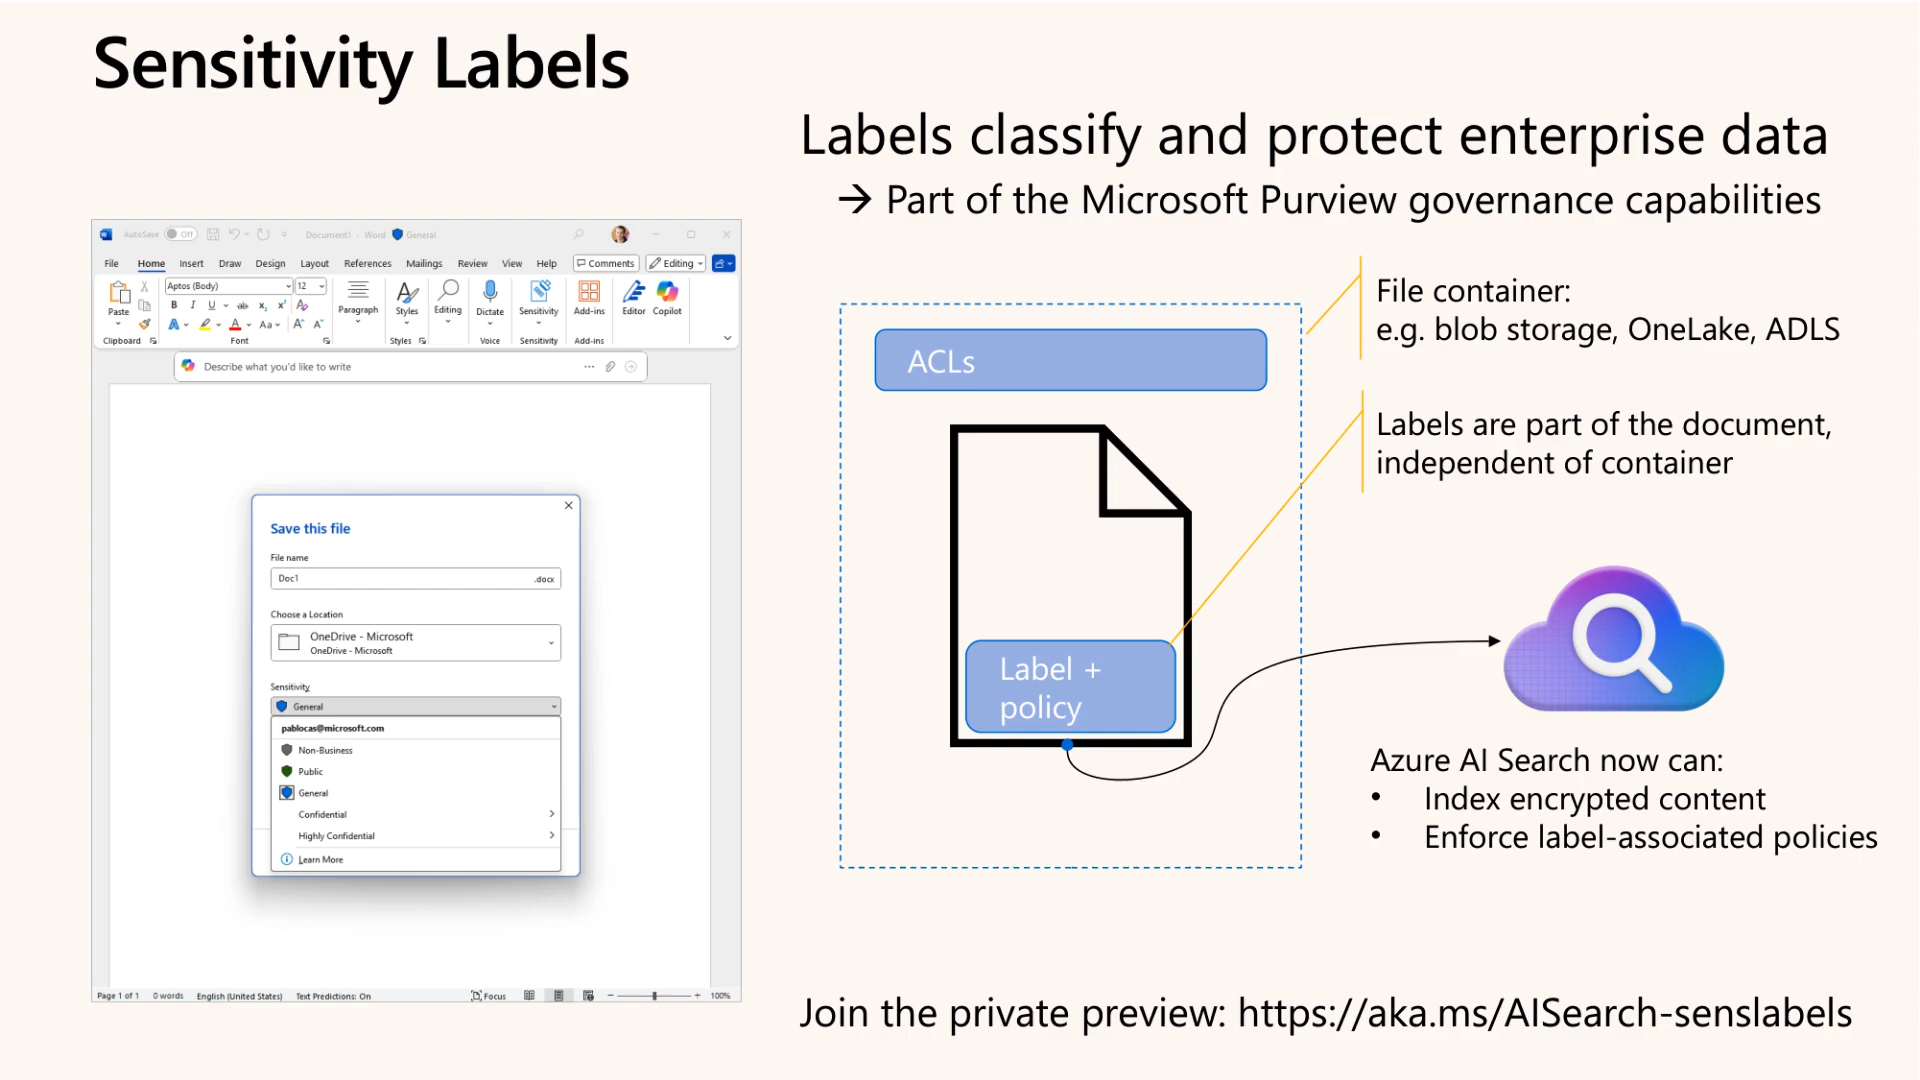 Sensitivity Labels
Labels classify and protect enterprise data
→ Part of the Microsoft Purview governance capabilities
AutoSave Off Document1 - Word General
File Home Insert Draw Design Layout References Mailings Review View Help Comments Editing
Aptos (Body) 12
B I U ab x₂ x²
A A Aa A A
Paste Paragraph Styles Editing Dictate Sensitivity Add-ins Editor Copilot
Clipboard Font Styles Voice Sensitivity Add-ins
Describe what you'd like to write
Save this file
File name
Doc1 .docx
Choose a Location
OneDrive - Microsoft
OneDrive - Microsoft
Sensitivity
General
pablocas@microsoft.com
Non-Business
Public
General
Confidential
Highly Confidential
Learn More
Page 1 of 1 0 words English (United States) Text Predictions: On Focus 100%
ACLs
Label +
policy
File container:
e.g. blob storage, OneLake, ADLS
Labels are part of the document,
independent of container
Azure AI Search now can:
• Index encrypted content
• Enforce label-associated policies
Join the private preview: https://aka.ms/AISearch-senslabels